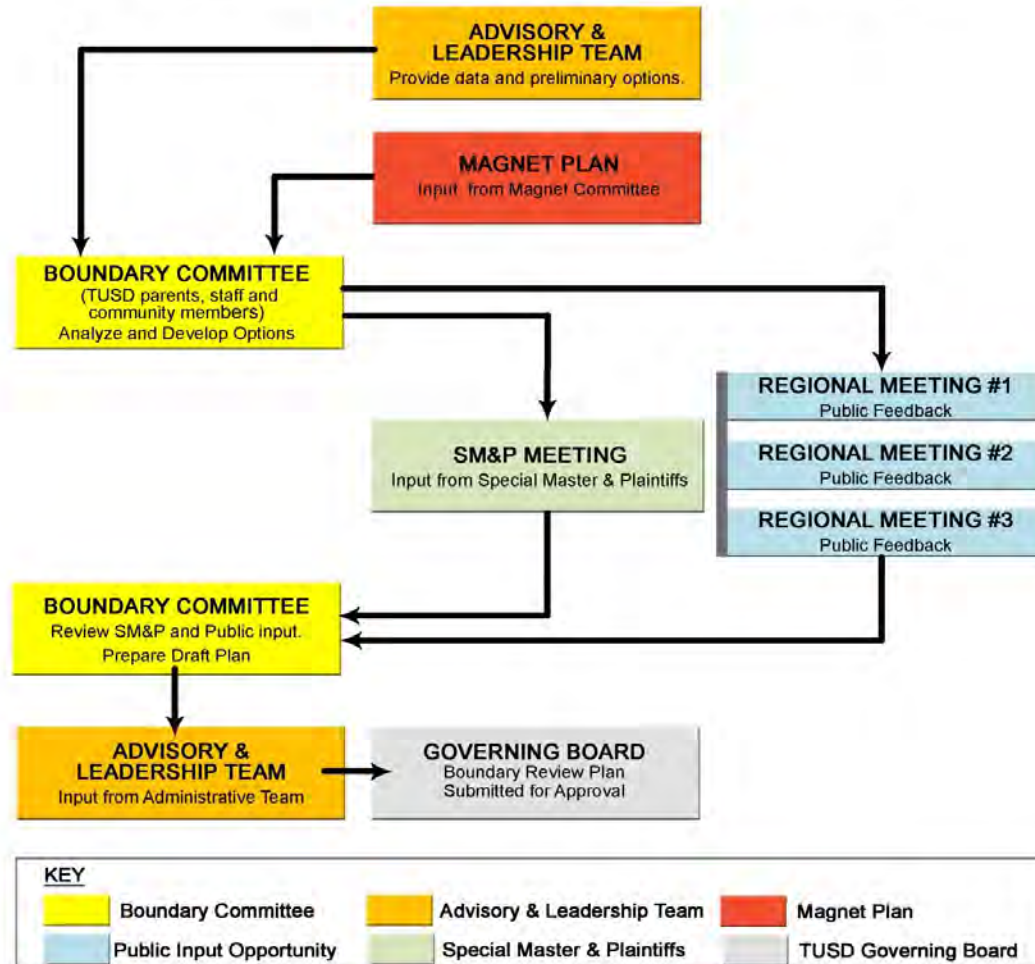 ADVISORY &
LEADERSHIP TEAM
Provide data and preliminary options.
MAGNET PLAN
Input from Magnet Committee
BOUNDARY COMMITTEE
(TUSD parents, staff and
community members)
Analyze and Develop Options
REGIONAL MEETING #1
Public Feedback
SM&P MEETING
Input from Special Master & Plaintiffs
REGIONAL MEETING #2
Public Feedback
REGIONAL MEETING #3
Public Feedback
BOUNDARY COMMITTEE
Review SM&P and Public input.
Prepare Draft Plan
ADVISORY &
LEADERSHIP TEAM
Input from Administrative Team
GOVERNING BOARD
Boundary Review Plan
Submitted for Approval
KEY
Boundary Committee
Advisory & Leadership Team
Magnet Plan
Public Input Opportunity
Special Master & Plaintiffs
TUSD Governing Board